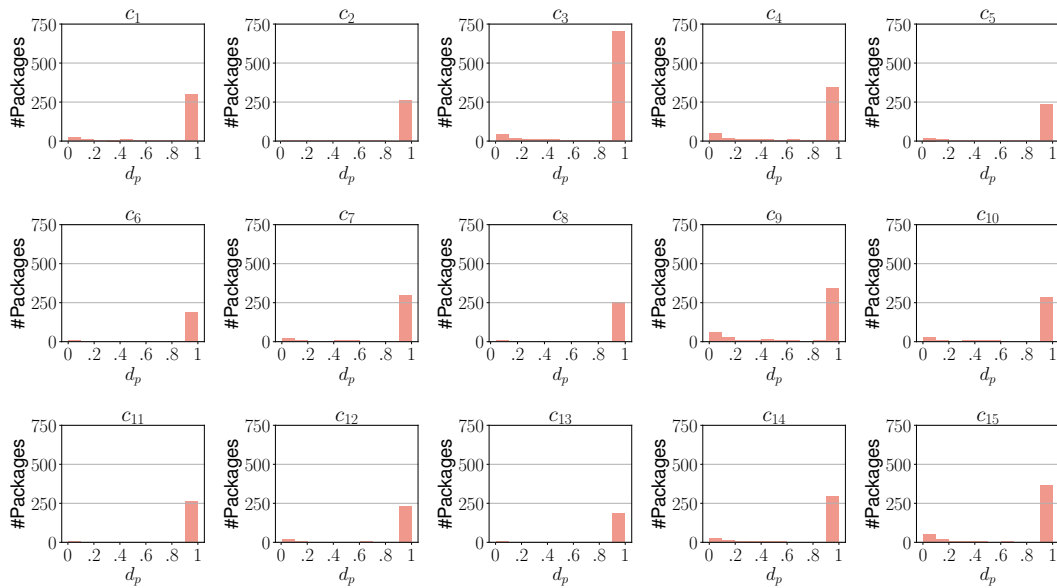 c1 c2 c3 c4 c5
750 750 750 750 750
500 500 500 500 500
250 250 250 250 250
0 0 0 0 0
#Packages #Packages #Packages #Packages #Packages
0 .2 .4 .6 .8 1 0 .2 .4 .6 .8 1 0 .2 .4 .6 .8 1 0 .2 .4 .6 .8 1 0 .2 .4 .6 .8 1
dp dp dp dp dp
c6 c7 c8 c9 c10
750 750 750 750 750
500 500 500 500 500
250 250 250 250 250
0 0 0 0 0
#Packages #Packages #Packages #Packages #Packages
0 .2 .4 .6 .8 1 0 .2 .4 .6 .8 1 0 .2 .4 .6 .8 1 0 .2 .4 .6 .8 1 0 .2 .4 .6 .8 1
dp dp dp dp dp
c11 c12 c13 c14 c15
750 750 750 750 750
500 500 500 500 500
250 250 250 250 250
0 0 0 0 0
#Packages #Packages #Packages #Packages #Packages
0 .2 .4 .6 .8 1 0 .2 .4 .6 .8 1 0 .2 .4 .6 .8 1 0 .2 .4 .6 .8 1 0 .2 .4 .6 .8 1
dp dp dp dp dp